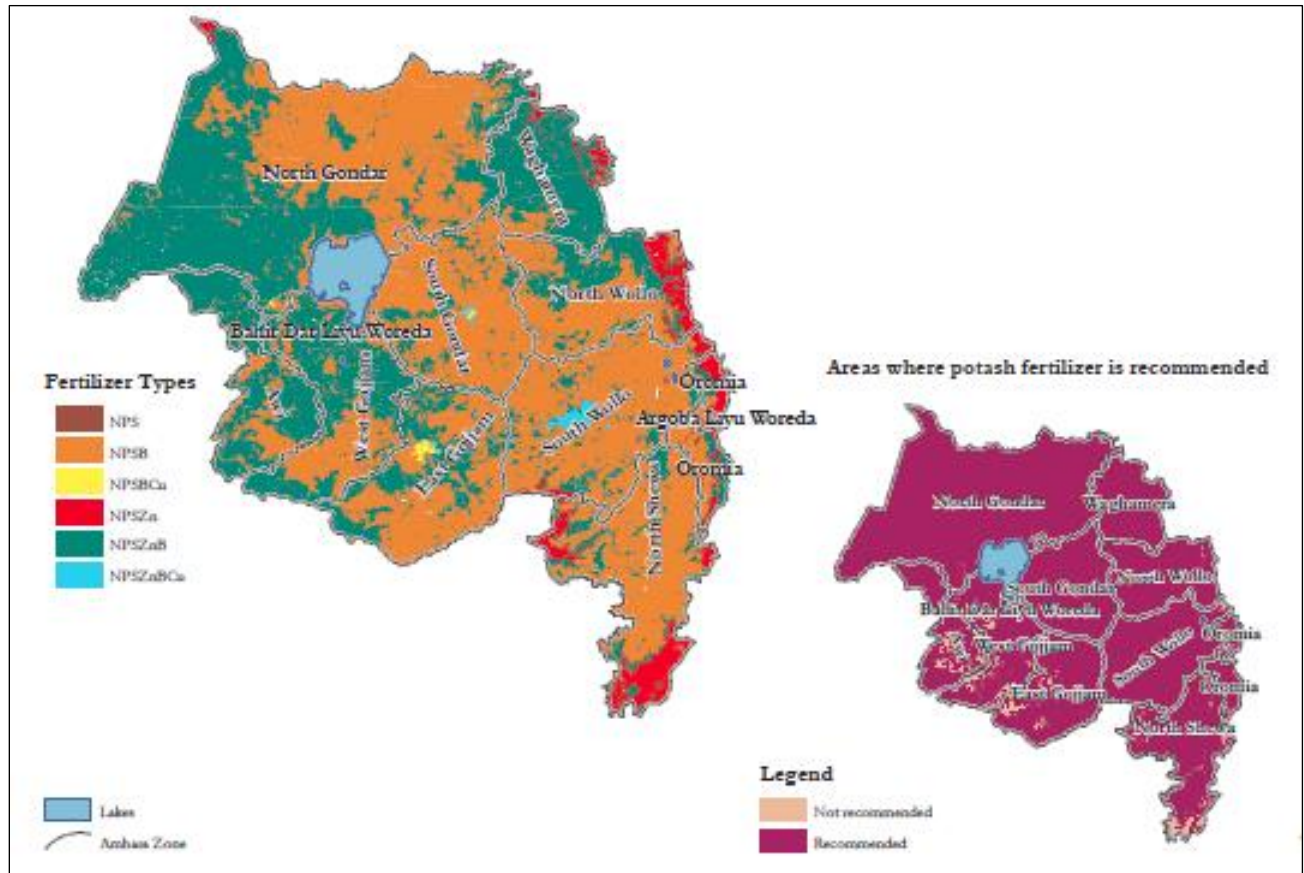 North Gondar
Waghamera
South Gondar
North Wollo
Bahir Dar Liyu Woreda
West Gojjam
Awi
East Gojjam
South Wollo
Oromia
Argoba Liyu Woreda
Oromia
North Shewa
Fertilizer Types
NPS
NPSB
NPSBCu
NPSZn
NPSZnB
NPSZnBCu
Lakes
Amhara Zone
Areas where potash fertilizer is recommended
North Gondar
Waghamera
North Wollo
South Gondar
Bahir Dar Liyu Woreda
West Gojjam
Awi
East Gojjam
South Wollo
Oromia
Oromia
North Shewa
Legend
Not recommended
Recommended